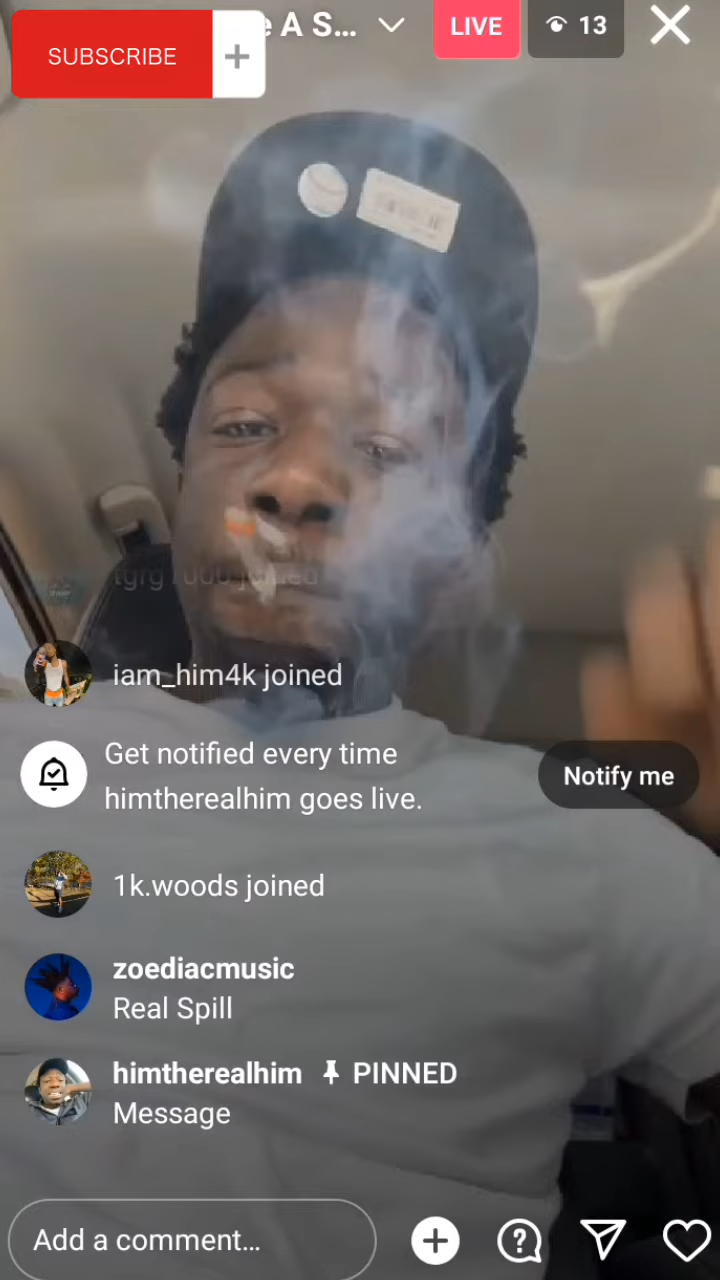 SUBSCRIBE
e A S...
LIVE
13
joined
iam_him4k joined
Get notified every time
himtherealhim goes live.
Notify me
1k.woods joined
zoediacmusic
Real Spill
himtherealhim PINNED
Message
Add a comment...